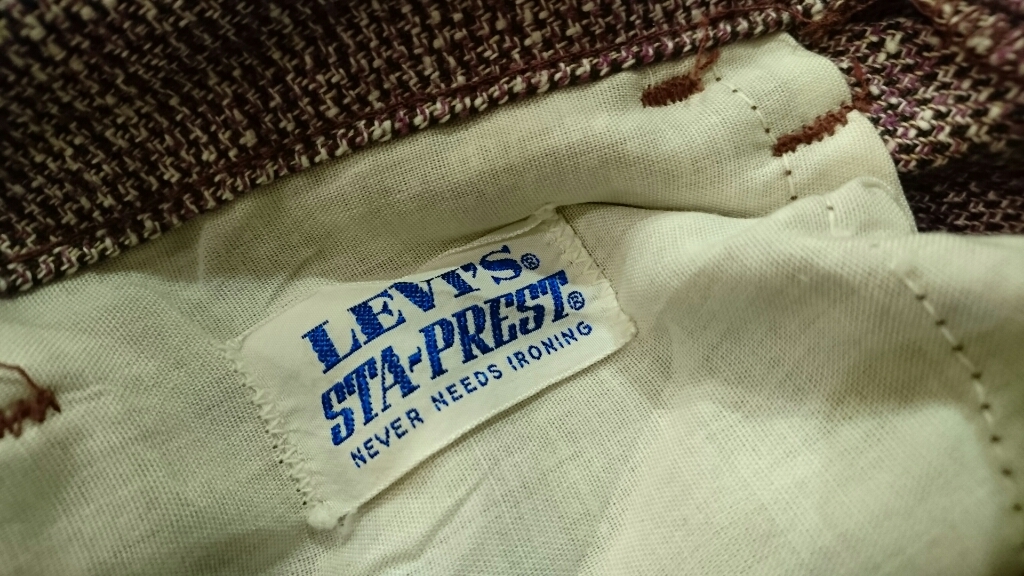 LEVI'S®
STA-PREST®
NEVER NEEDS IRONING